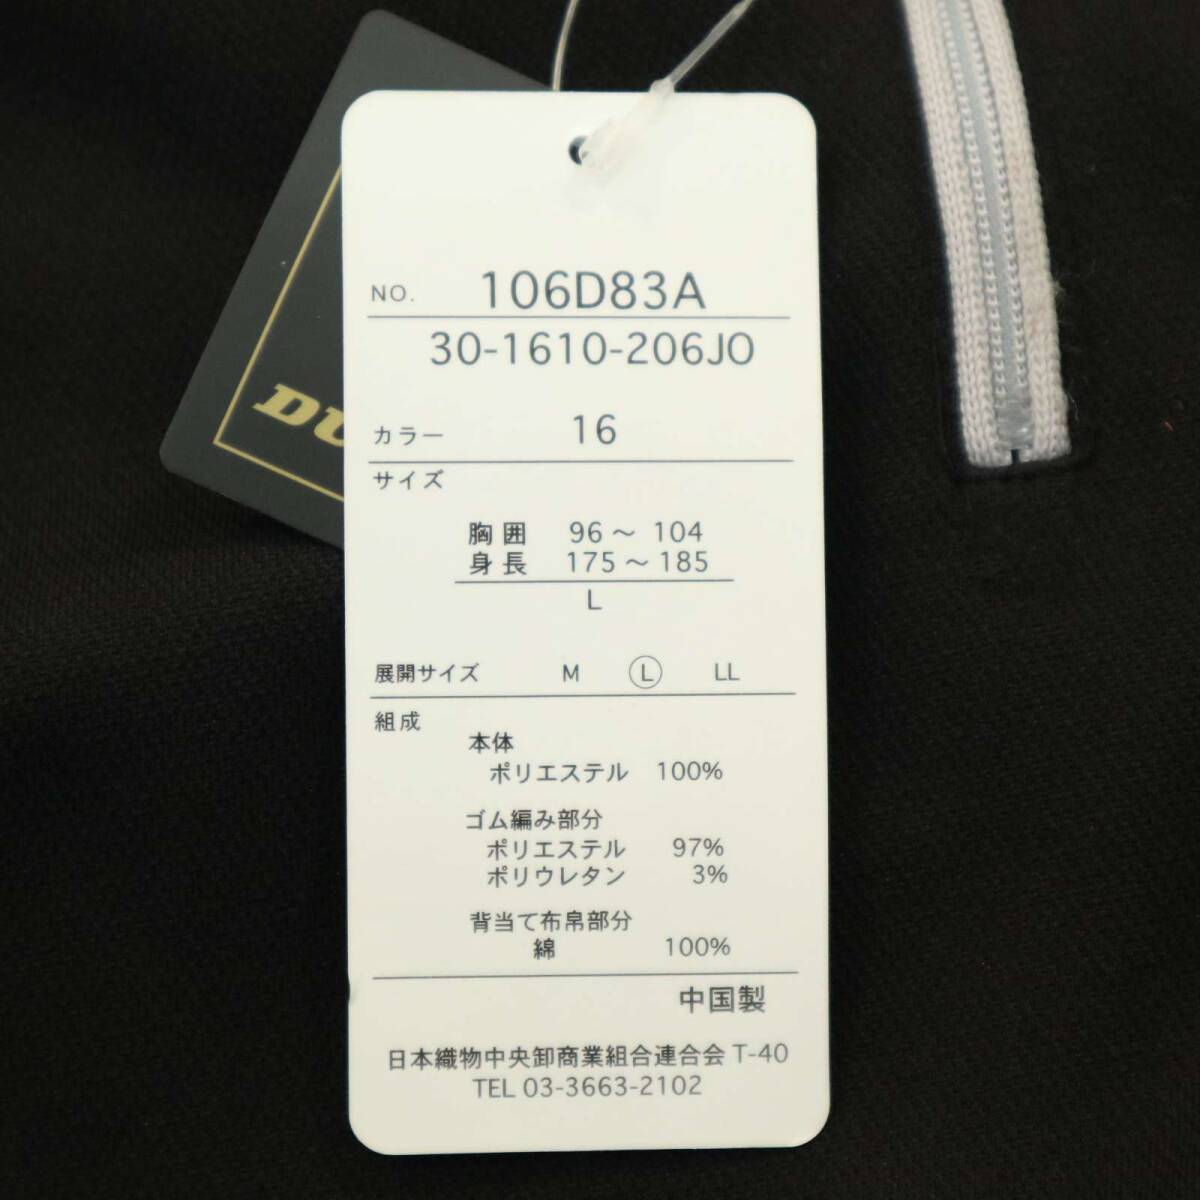 NO. 106D83A
30-1610-206JO
カラー 16
サイズ
胸囲 96～104
身長 175～185
L
展開サイズ M L LL
組成
本体
ポリエステル 100%
ゴム編み部分
ポリエステル 97%
ポリウレタン 3%
背当て布帛部分
綿 100%
中国製
日本織物中央卸商業組合連合会 T-40
TEL 03-3663-2102